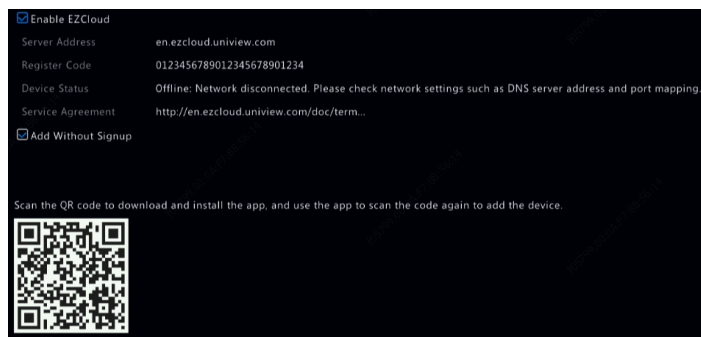 Enable EZCloud
Server Address en.ezcloud.uniview.com
Register Code 0123456789012345678901234
Device Status Offline: Network disconnected. Please check network settings such as DNS server address and port mapping.
Service Agreement http://en.ezcloud.uniview.com/doc/term...
Add Without Signup
Scan the QR code to download and install the app, and use the app to scan the code again to add the device.